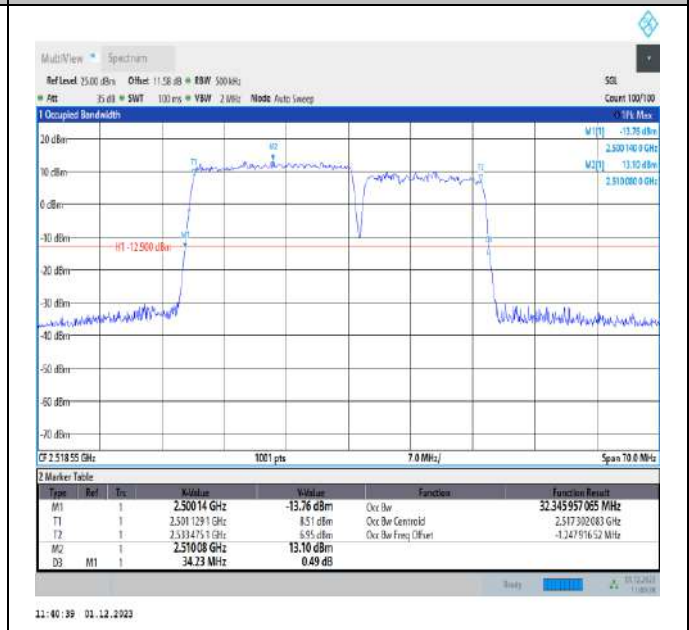 MultiView Spectrum
Ref Level 25.00 dBm Offset 11.58 dB RBW 500 kHz SGL
Att 35 dB SWT 100 ms VBW 2 MHz Mode Auto Sweep Count 100/100
1 Occupied Bandwidth 1Pk Max
M1[1] -13.76 dBm
20 dBm
2.500 140 0 GHz
M2
M2[1] 13.10 dBm
T1 T2
10 dBm
2.510 080 0 GHz
0 dBm
-10 dBm
M1
H1 -12.900 dBm
-20 dBm
-30 dBm
-40 dBm
-50 dBm
-60 dBm
-70 dBm
CF 2.518 55 GHz 1001 pts 7.0 MHz/ Span 70.0 MHz
2 Marker Table
Type Ref Trc X-Value Y-Value Function Function Result
M1 1 2.500 14 GHz -13.76 dBm Occ Bw 32.345 957 065 MHz
T1 1 2.501 129 1 GHz 8.51 dBm Occ Bw Centroid 2.517 302 083 GHz
T2 1 2.533 475 1 GHz 6.95 dBm Occ Bw Freq Offset -1.247 916 52 MHz
M2 1 2.510 08 GHz 13.10 dBm
D3 M1 1 34.23 MHz 0.49 dB
Ready 01.12.2023
11:40:39 01.12.2023